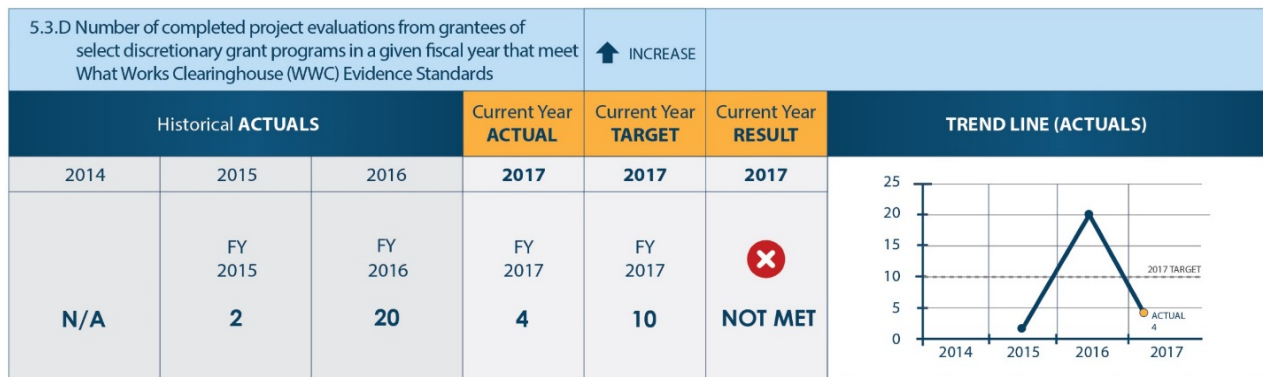 5.3.D Number of completed project evaluations from grantees of
select discretionary grant programs in a given fiscal year that meet
What Works Clearinghouse (WWC) Evidence Standards
INCREASE
Historical ACTUALS
Current Year
ACTUAL
Current Year
TARGET
Current Year
RESULT
TREND LINE (ACTUALS)
2014
2015
2016
2017
2017
2017
N/A
FY
2015
2
FY
2016
20
FY
2017
4
FY
2017
10
NOT MET
25
20
15
10
5
0
2017 TARGET
ACTUAL
4
2014
2015
2016
2017